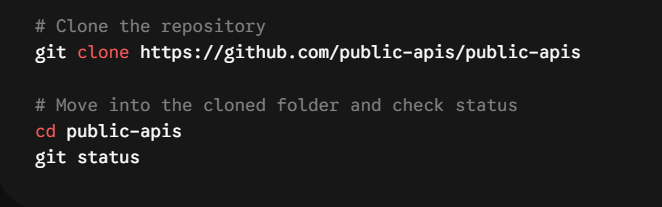 # Clone the repository
git clone https://github.com/public-apis/public-apis
# Move into the cloned folder and check status
cd public-apis
git status